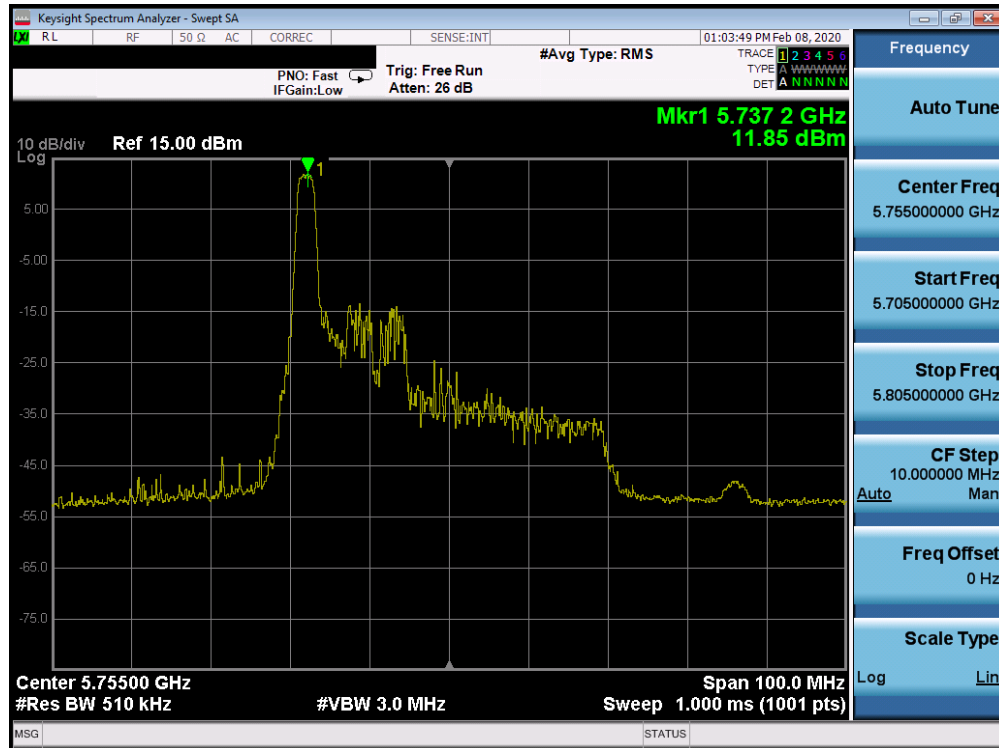 Keysight Spectrum Analyzer - Swept SA
LXI RL RF 50 Ω AC CORREC SENSE:INT 01:03:49 PM Feb 08, 2020
#Avg Type: RMS
TRACE 1 2 3 4 5 6
TYPE A WWWWW
DET A N N N N N
PNO: Fast Trig: Free Run
IFGain:Low Atten: 26 dB
Mkr1 5.737 2 GHz
11.85 dBm
10 dB/div Ref 15.00 dBm
Log
1
5.00
-5.00
-15.0
-25.0
-35.0
-45.0
-55.0
-65.0
-75.0
Center 5.75500 GHz Span 100.0 MHz
#Res BW 510 kHz #VBW 3.0 MHz Sweep 1.000 ms (1001 pts)
MSG STATUS
Frequency
Auto Tune
Center Freq
5.755000000 GHz
Start Freq
5.705000000 GHz
Stop Freq
5.805000000 GHz
CF Step
10.000000 MHz
Auto Man
Freq Offset
0 Hz
Scale Type
Log Lin